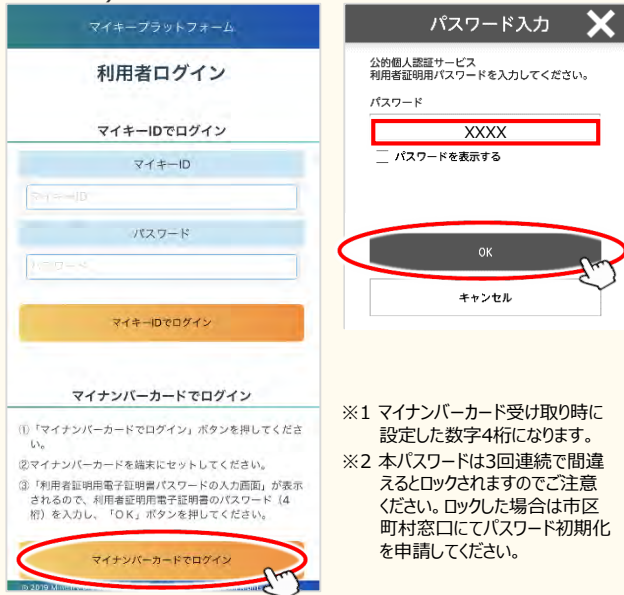 マイキープラットフォーム
利用者ログイン
マイキーIDでログイン
マイキーID
マイキーID
パスワード
パスワード
マイキーIDでログイン
マイナンバーカードでログイン
①「マイナンバーカードでログイン」ボタンを押してくださ
い。
②マイナンバーカードを端末にセットしてください。
③「利用者証明用電子証明書パスワードの入力画面」が表示
されるので、利用者証明用電子証明書のパスワード（4
桁）を入力し、「OK」ボタンを押してください。
マイナンバーカードでログイン
© 2019
パスワード入力
公的個人認証サービス
利用者証明用パスワードを入力してください。
パスワード
XXXX
パスワードを表示する
OK
キャンセル
※1 マイナンバーカード受け取り時に
設定した数字4桁になります。
※2 本パスワードは3回連続で間違
えるとロックされますのでご注意
ください。ロックした場合は市区
町村窓口にてパスワード初期化
を申請してください。